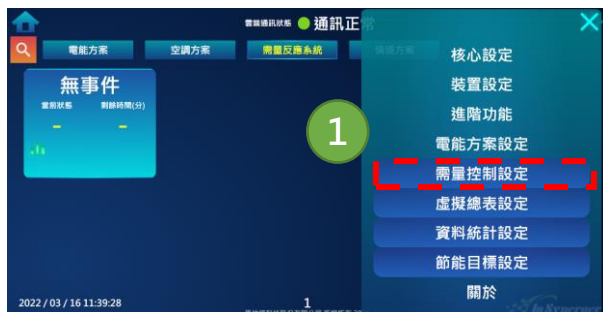 雲端通訊狀態 通訊正常
電能方案
空調方案
需量反應系統
無事件
當前狀態 剩餘時間(分)
- -
1
核心設定
裝置設定
進階功能
電能方案設定
需量控制設定
虛擬總表設定
資料統計設定
節能目標設定
關於
2022 / 03 / 16 11:39:28
1